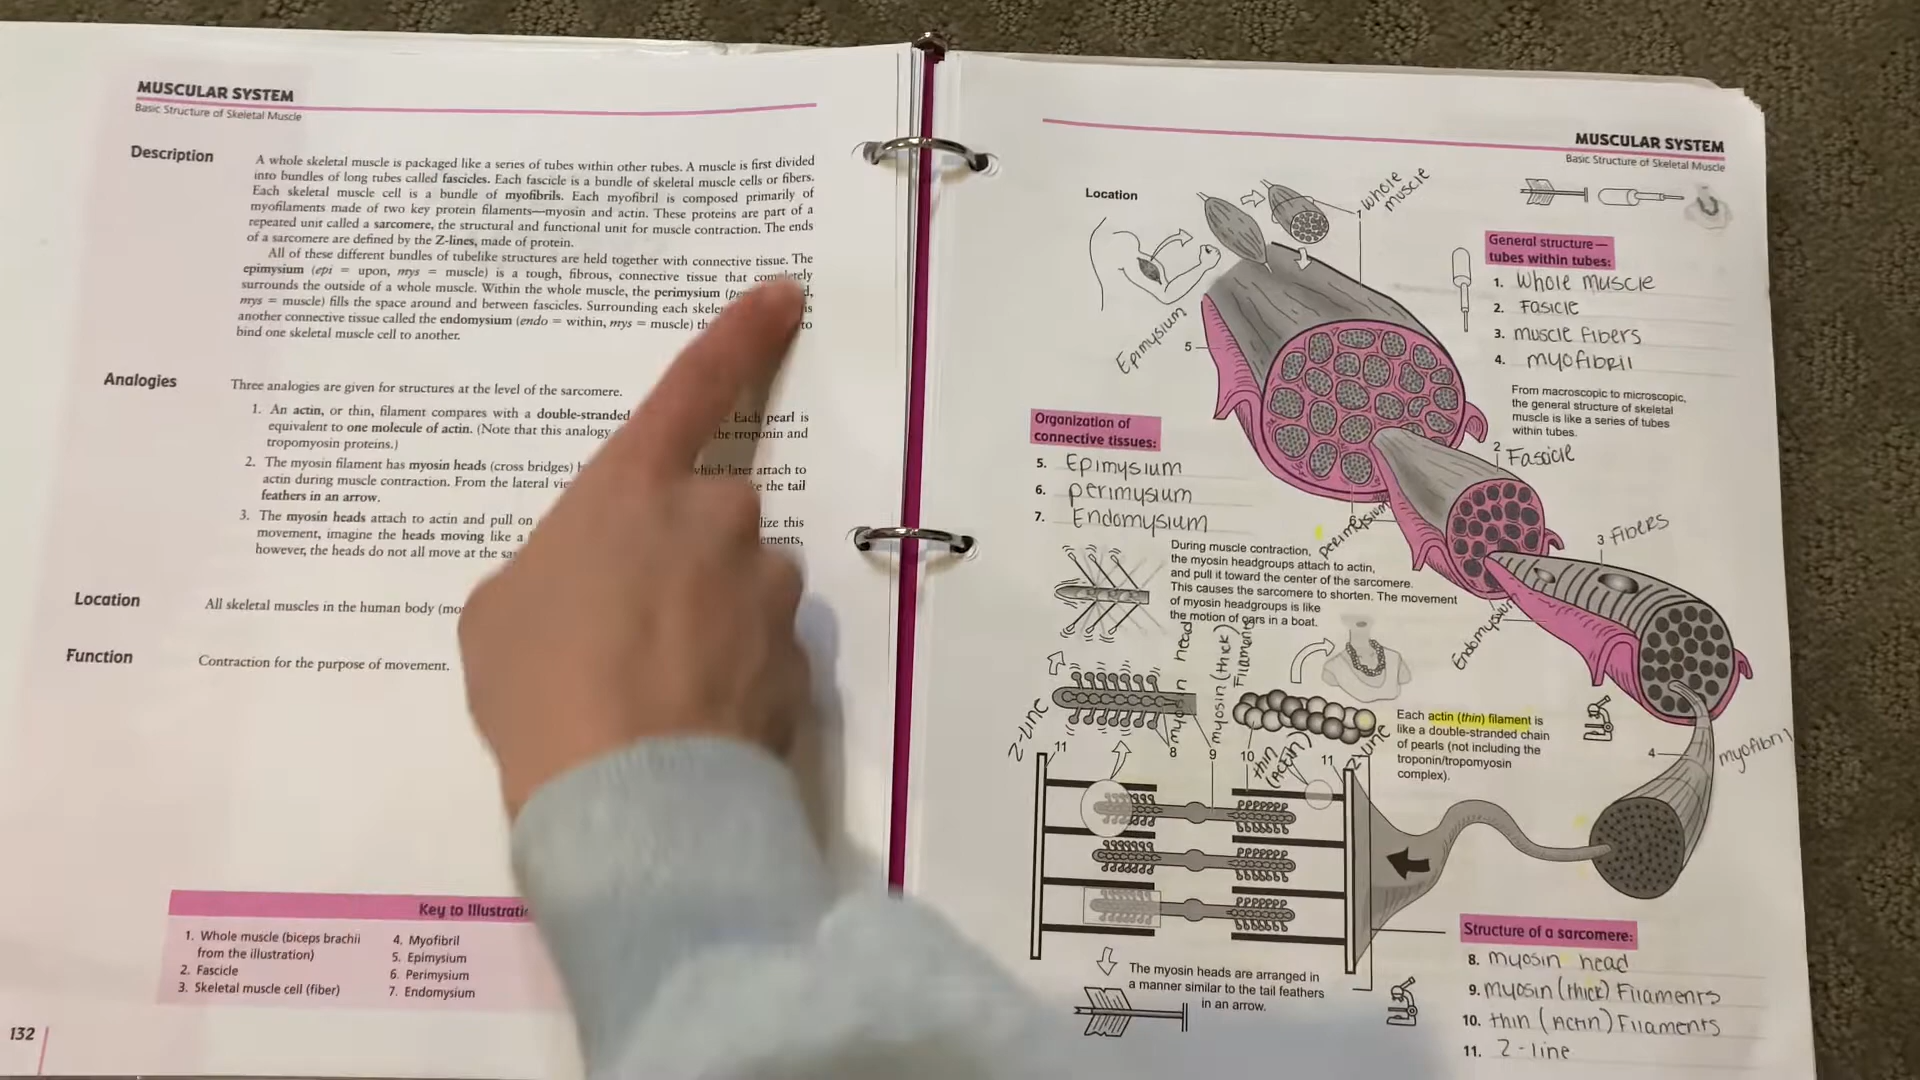 MUSCULAR SYSTEM
Basic Structure of Skeletal Muscle
Description
A whole skeletal muscle is packaged like a series of tubes within other tubes. A muscle is first divided
into bundles of long tubes called fascicles. Each fascicle is a bundle of skeletal muscle cells or fibers.
Each skeletal muscle cell is a bundle of myofibrils. Each myofibril is composed primarily of
myofilaments made of two key protein filaments—myosin and actin. These proteins are part of a
repeated unit called a sarcomere, the structural and functional unit for muscle contraction. The ends
of a sarcomere are defined by the Z-lines, made of protein.
All of these different bundles of tubelike structures are held together with connective tissue. The
epimysium (epi = upon, mys = muscle) is a tough, fibrous, connective tissue that completely
surrounds the outside of a whole muscle. Within the whole muscle, the perimysium
mys = muscle) fills the space around and between fascicles. Surrounding each is
another connective tissue called the endomysium (endo = within, mys = muscle) to
bind one skeletal muscle cell to another.
Analogies
Three analogies are given for structures at the level of the sarcomere.
1. An actin, or thin, filament compares with a double-stranded Each pearl is
equivalent to one molecule of actin. (Note that this analogy the troponin and
tropomyosin proteins.)
2. The myosin filament has myosin heads (cross bridges) which later attach to
actin during muscle contraction. From the lateral the tail
feathers in an arrow.
3. The myosin heads attach to actin and pull on this
movement, imagine the heads moving like a
however, the heads do not all move at the
Location
All skeletal muscles in the human body
Function
Contraction for the purpose of movement.
Key to
1. Whole muscle (biceps brachii
from the illustration)
2. Fascicle
3. Skeletal muscle cell (fiber)
4. Myofibril
5. Epimysium
6. Perimysium
7. Endomysium
132
MUSCULAR SYSTEM
Basic Structure of Skeletal Muscle
Location
1 Whole muscle
General structure—
tubes within tubes:
1. Whole muscle
2. Fasicle
3. muscle fibers
4. myofibril
From macroscopic to microscopic,
the general structure of skeletal
muscle is like a series of tubes
within tubes.
Epimysium
5
2
Fascicle
Organization of
connective tissues:
5. Epimysium
6. perimysium
7. Endomysium
perimysium
6
3 Fibers
Endomysium
During muscle contraction,
the myosin headgroups attach to actin,
and pull it toward the center of the sarcomere.
This causes the sarcomere to shorten. The movement
of myosin headgroups is like
the motion of oars in a boat.
myosin head
myosin (thick) Filaments
Z-line
11
8
9
10
thin (Actin)
11
Z-line
Each actin (thin) filament is
like a double-stranded chain
of pearls (not including the
troponin/tropomyosin
complex).
4
myofibril
The myosin heads are arranged in
a manner similar to the tail feathers
in an arrow.
Structure of a sarcomere:
8. myosin head
9. myosin (thick) Filaments
10. thin (Actin) Filaments
11. Z-line